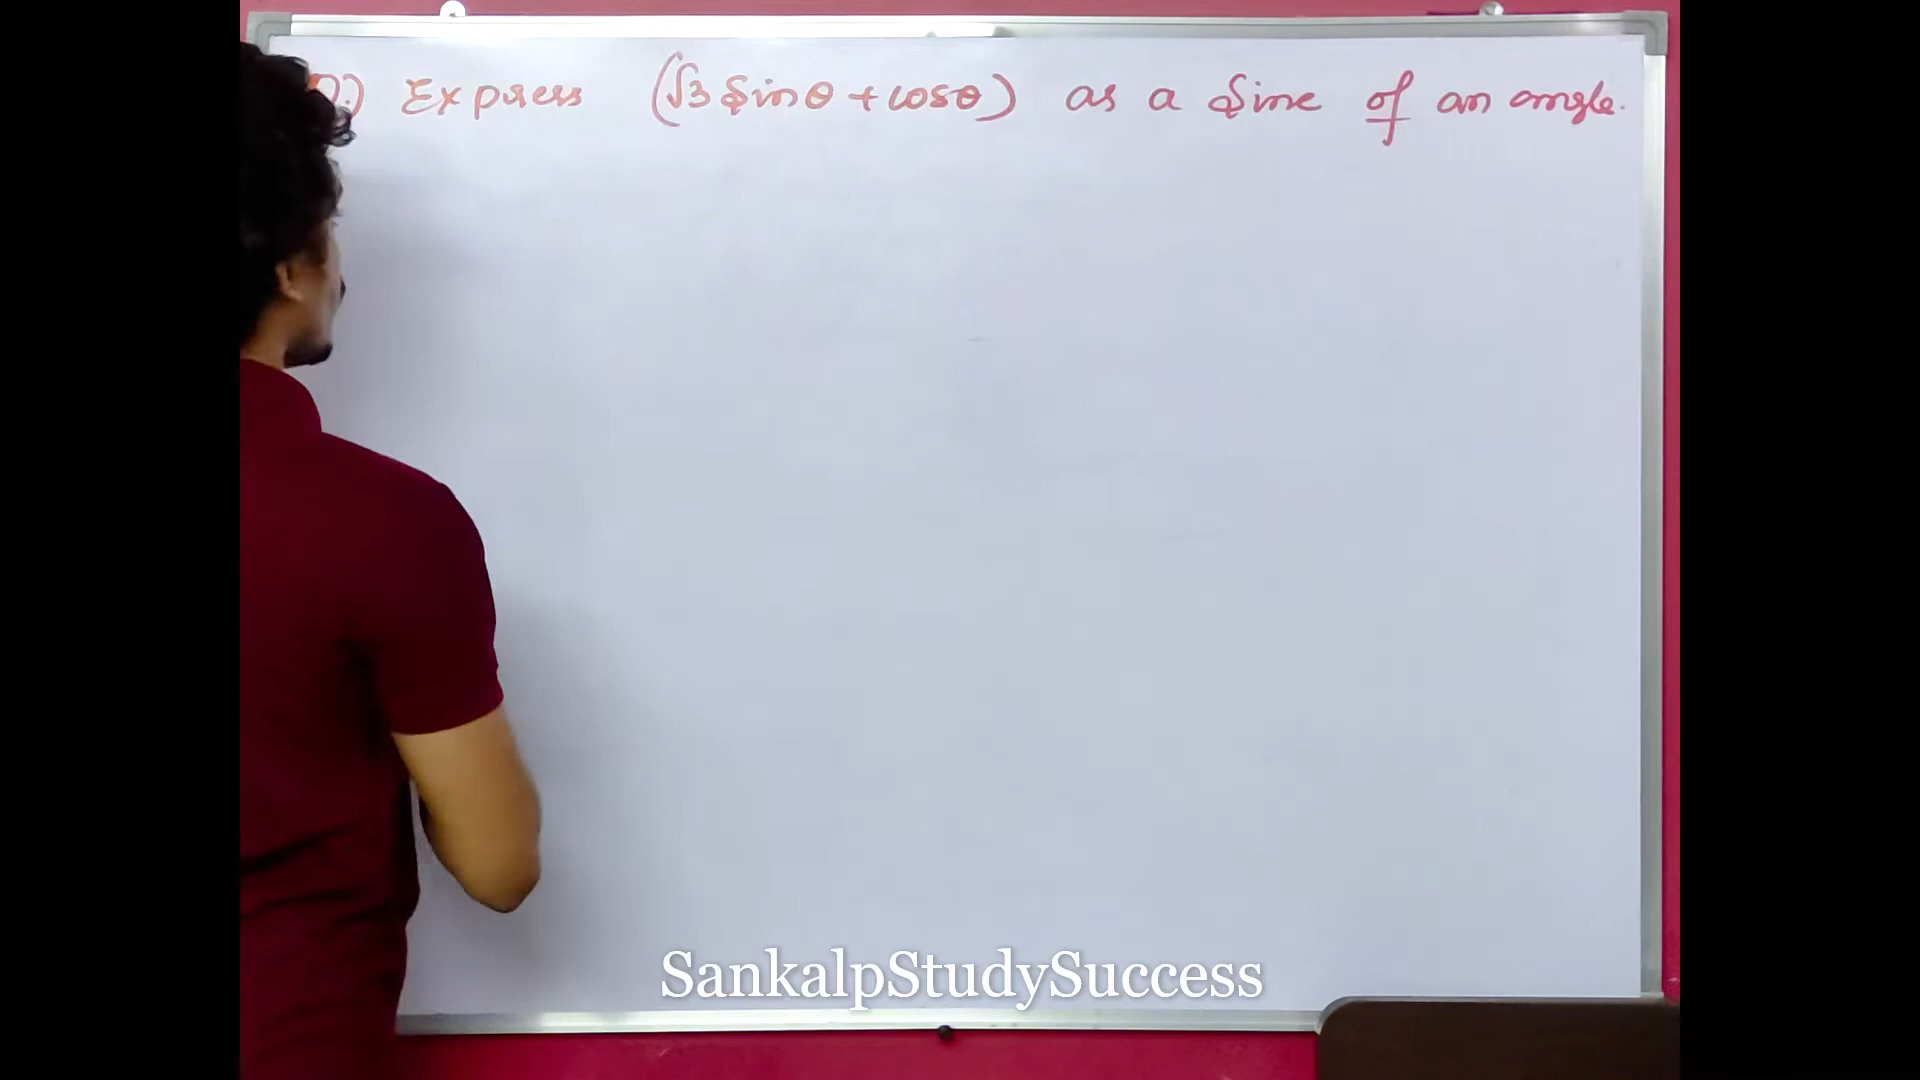 Q.) Express (√3 Sinθ + cosθ) as a Sine of an angle.
SankalpStudySuccess